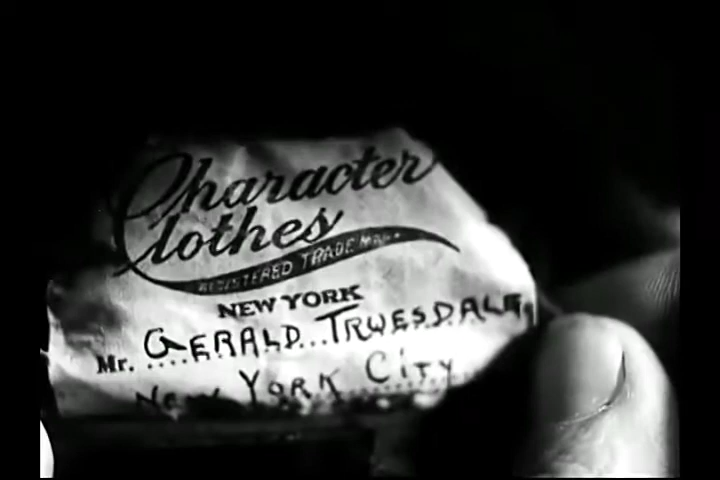 Character
Clothes
REGISTERED TRADE MARK
NEW YORK
Mr. GERALD TRUESDALE
NEW YORK CITY